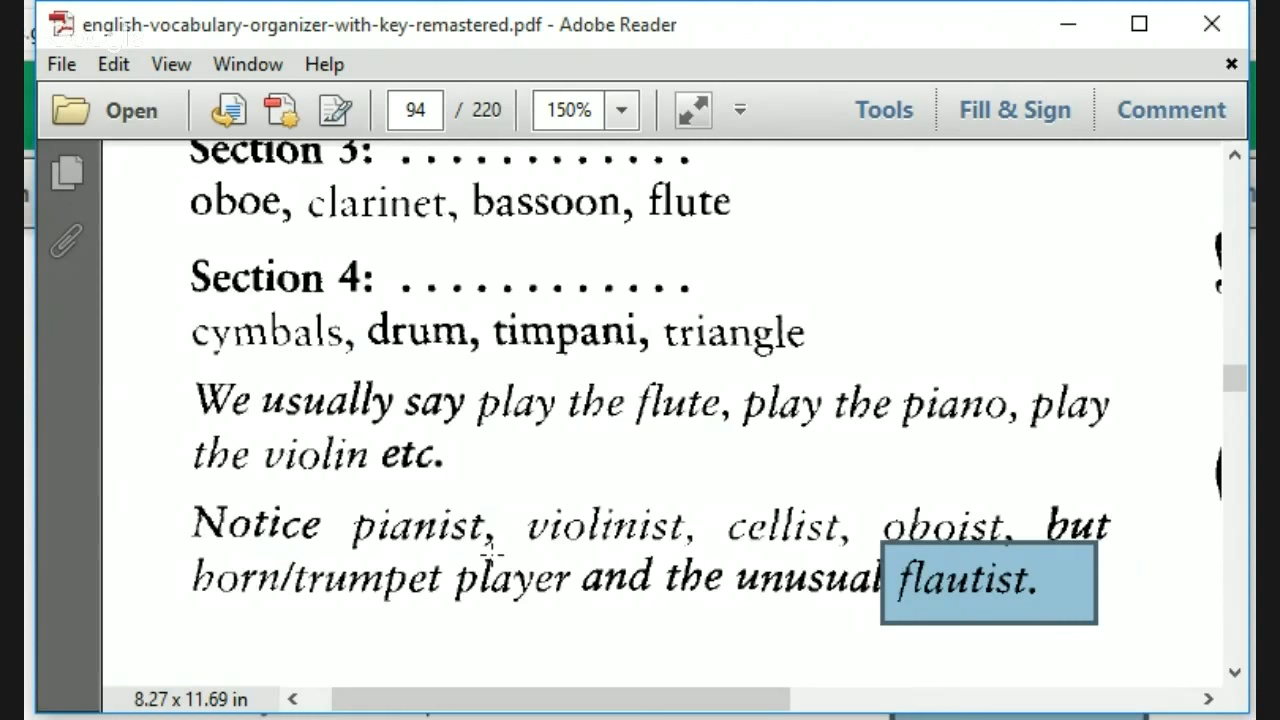 english-vocabulary-organizer-with-key-remastered.pdf - Adobe Reader
File Edit View Window Help
Open 94 / 220 150% Tools Fill & Sign Comment
Section 3: . . . . . . . . . . . .
oboe, clarinet, bassoon, flute
Section 4: . . . . . . . . . . . .
cymbals, drum, timpani, triangle
We usually say play the flute, play the piano, play
the violin etc.
Notice pianist, violinist, cellist, oboist, but
horn/trumpet player and the unusual flautist.
8.27 x 11.69 in